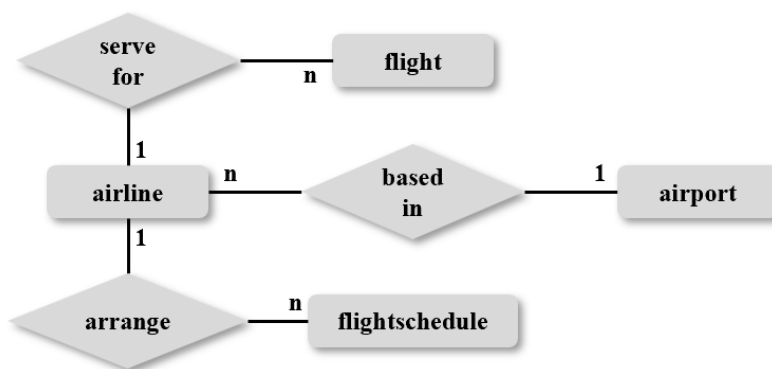 serve
for
n
flight
1
airline
n
based
in
1
airport
1
arrange
n
flightschedule